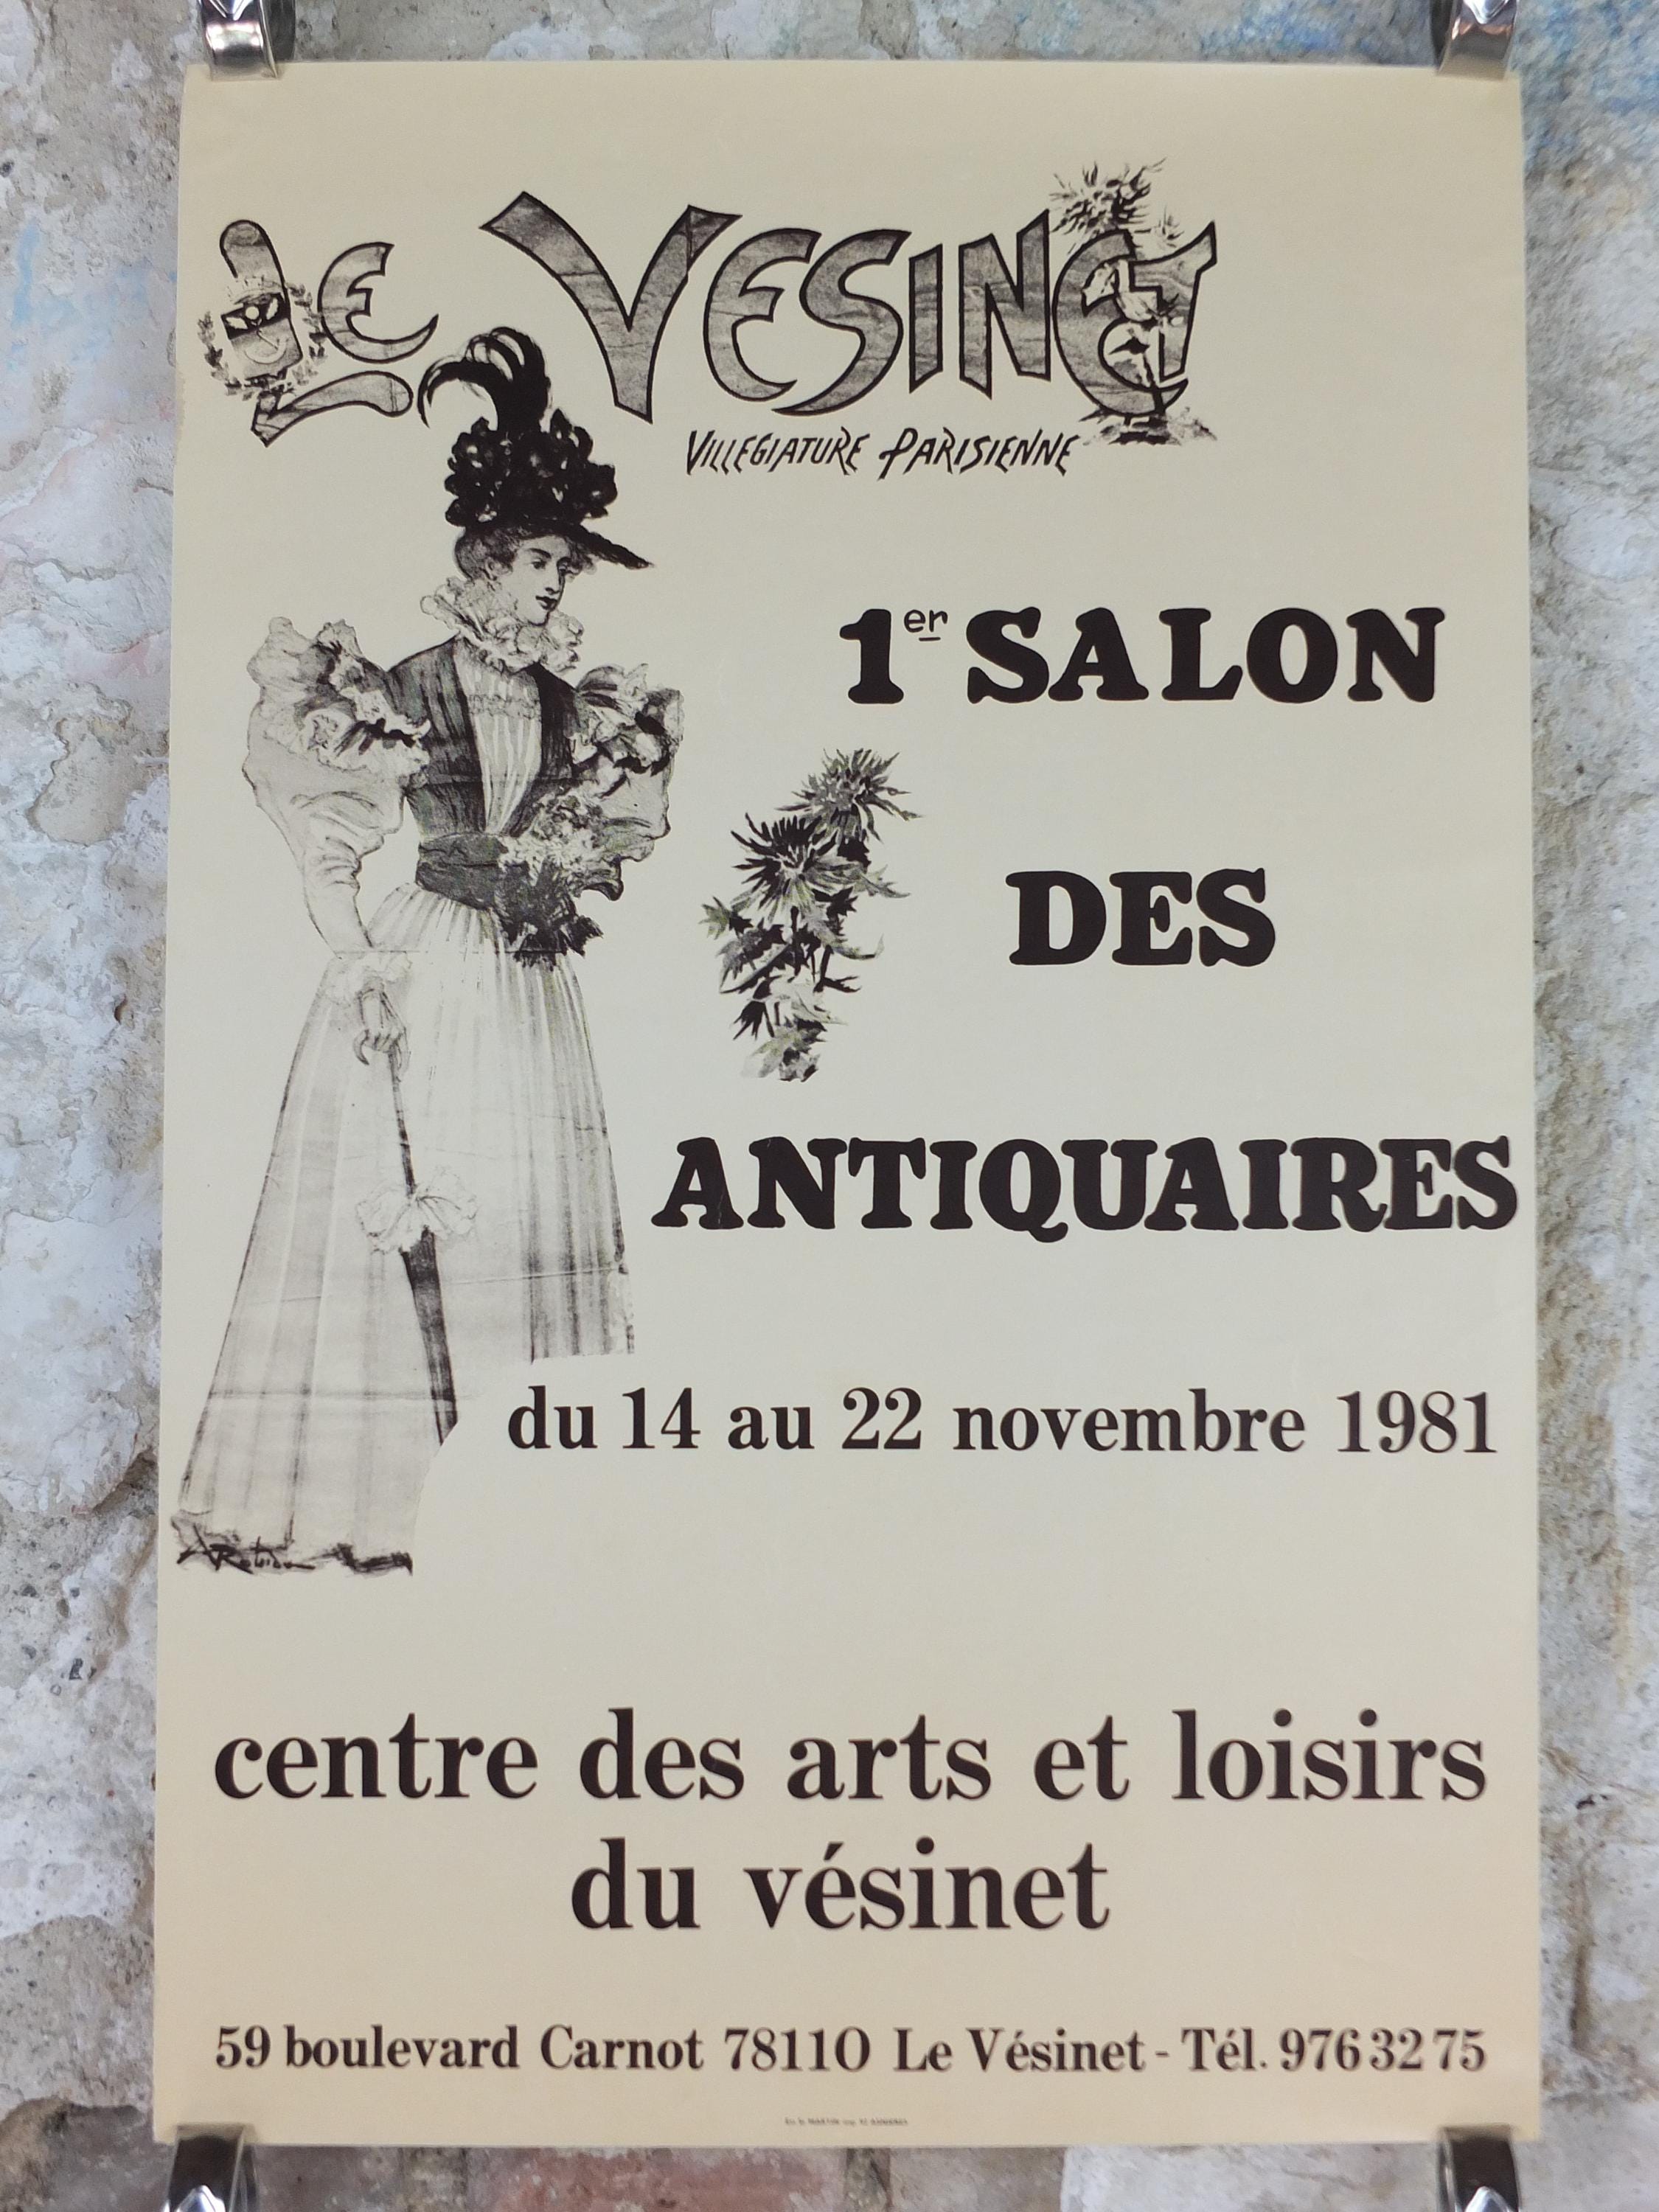 LE VESINET
VILLEGIATURE PARISIENNE
1er SALON
DES
ANTIQUAIRES
du 14 au 22 novembre 1981
centre des arts et loisirs
du vésinet
59 boulevard Carnot 78110 Le Vésinet - Tél. 976 32 75